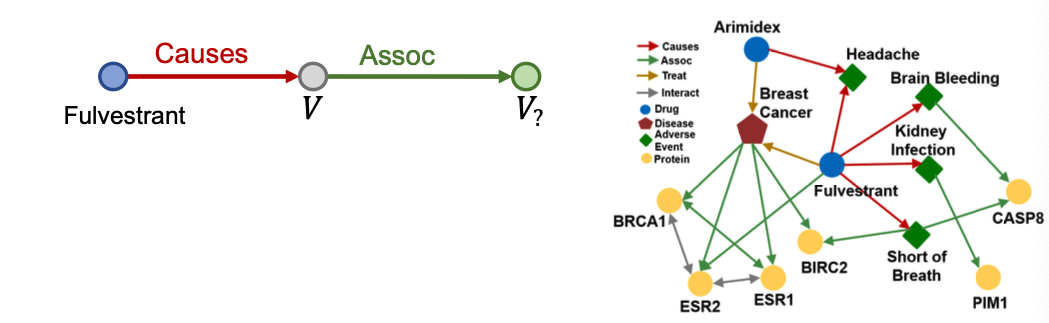 Causes
Assoc
Fulvestrant
V
V?
Arimidex
Causes
Assoc
Treat
Interact
Drug
Disease
Adverse
Event
Protein
Headache
Brain Bleeding
Breast
Cancer
Kidney
Infection
Fulvestrant
BRCA1
CASP8
BIRC2
Short of
Breath
ESR2
ESR1
PIM1